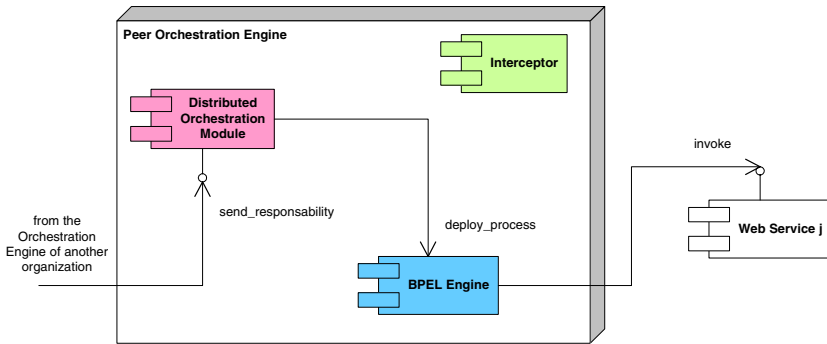 Peer Orchestration Engine
Interceptor
Distributed
Orchestration
Module
invoke
send_responsability
from the
Orchestration
Engine of another
organization
deploy_process
Web Service j
BPEL Engine